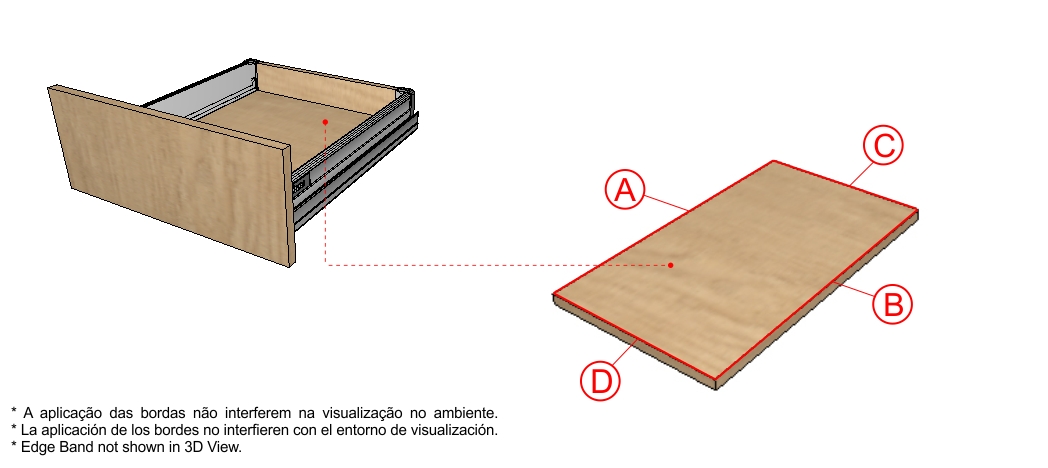 C
A
B
D
* A aplicação das bordas não interferem na visualização no ambiente.
* La aplicación de los bordes no interfieren con el entorno de visualización.
* Edge Band not shown in 3D View.